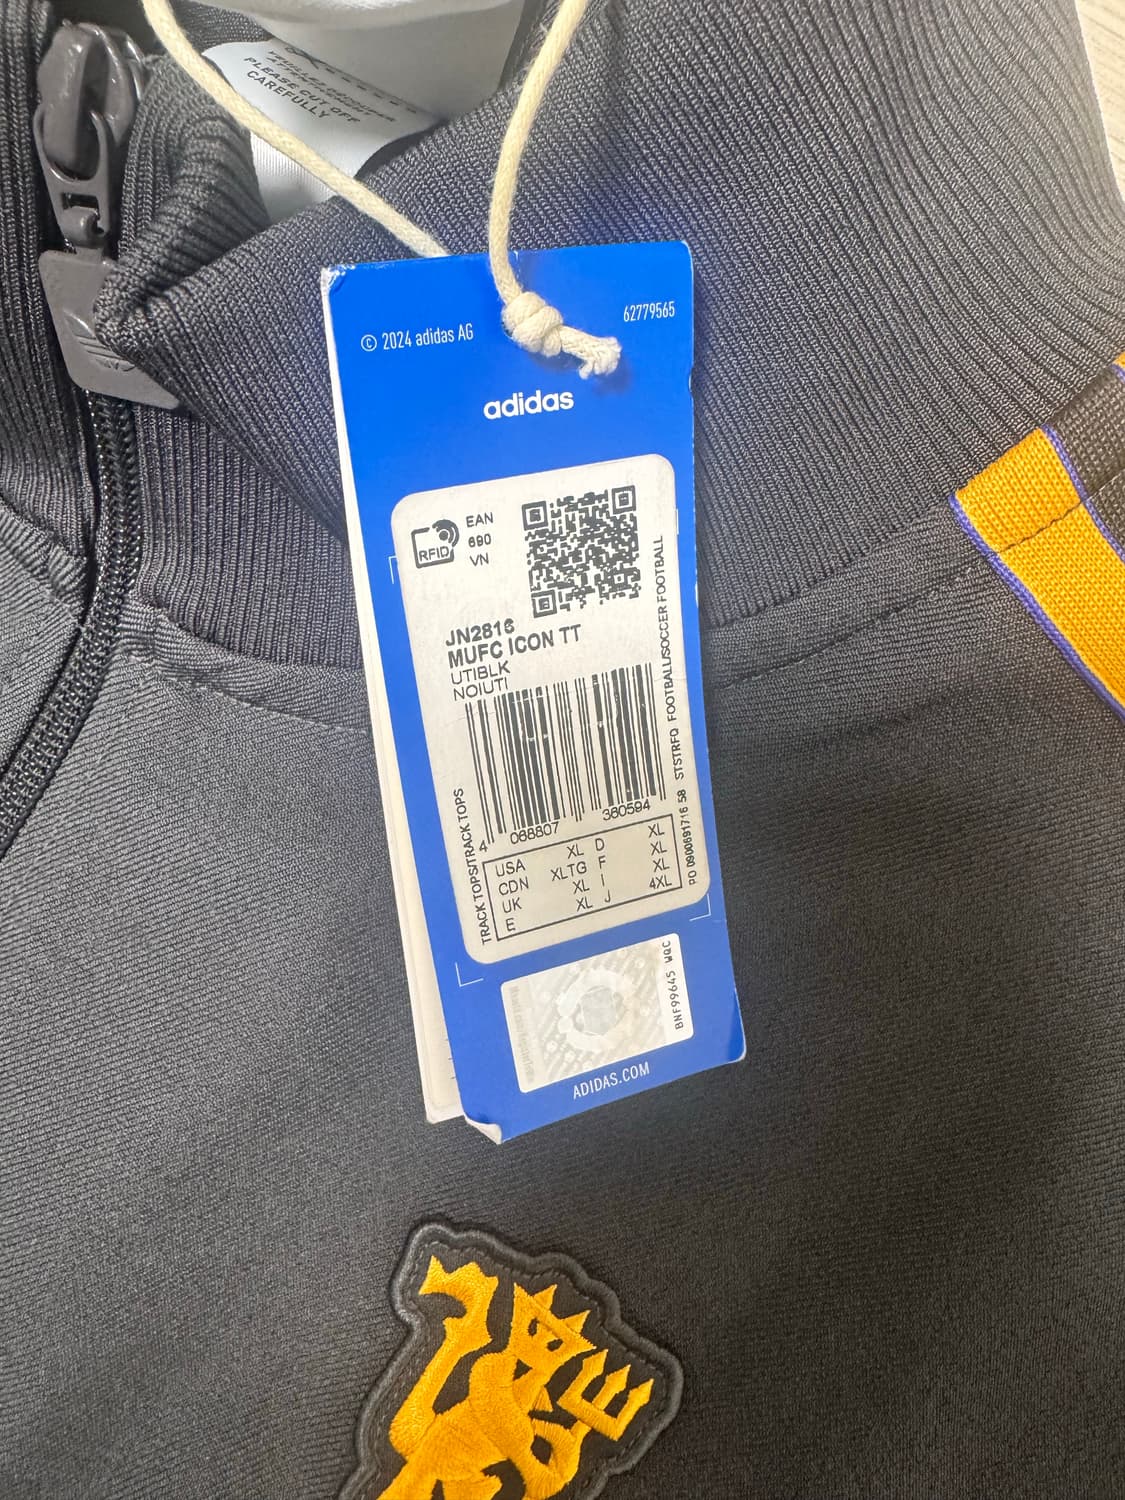 PLEASE CUT OFF
CAREFULLY
© 2024 adidas AG
62779565
adidas
RFID
EAN
690
VN
JN2816
MUFC ICON TT
UTIBLK
NOIUTI
4 068807 360594
TRACK TOPS/TRACK TOPS
PO 0900691716 58 STSTRFQ FOOTBALL/SOCCER FOOTBALL
USA XL D XL
CDN XLTG F XL
UK XL I XL
E XL J 4XL
BNF99645 WQC
ADIDAS.COM